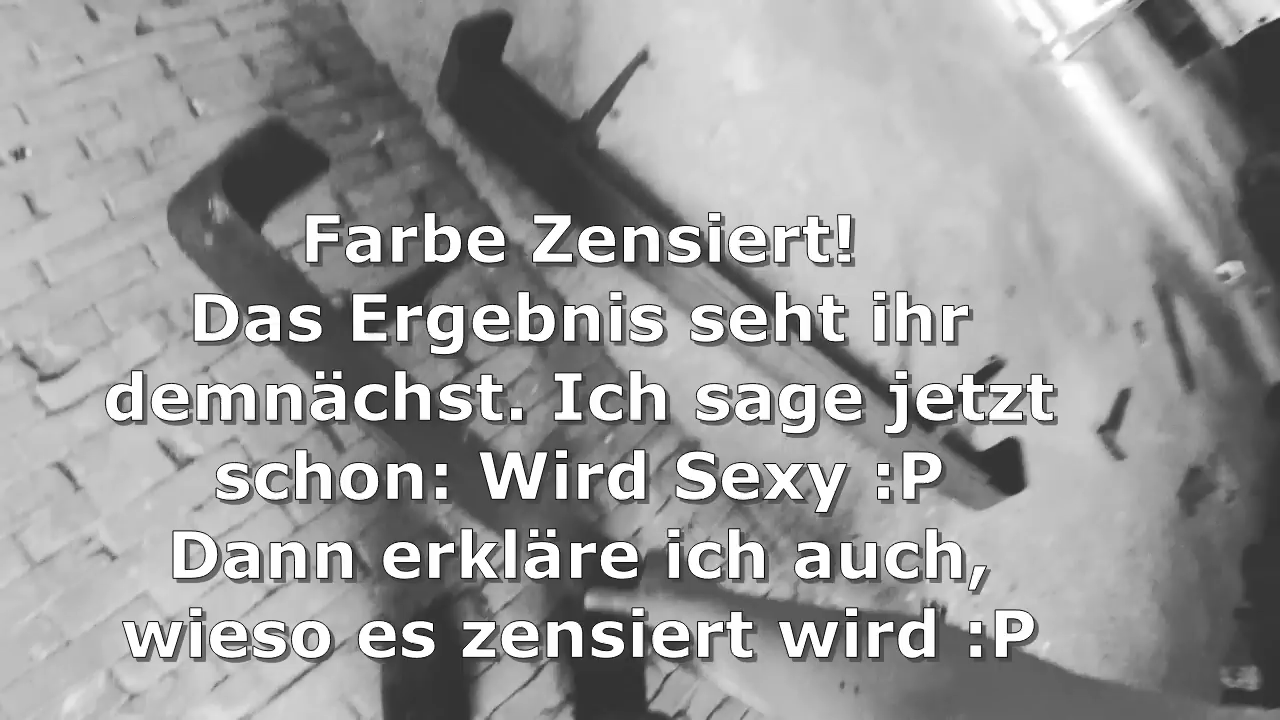 Farbe Zensiert!
Das Ergebnis seht ihr
demnächst. Ich sage jetzt
schon: Wird Sexy :P
Dann erkläre ich auch,
wieso es zensiert wird :P